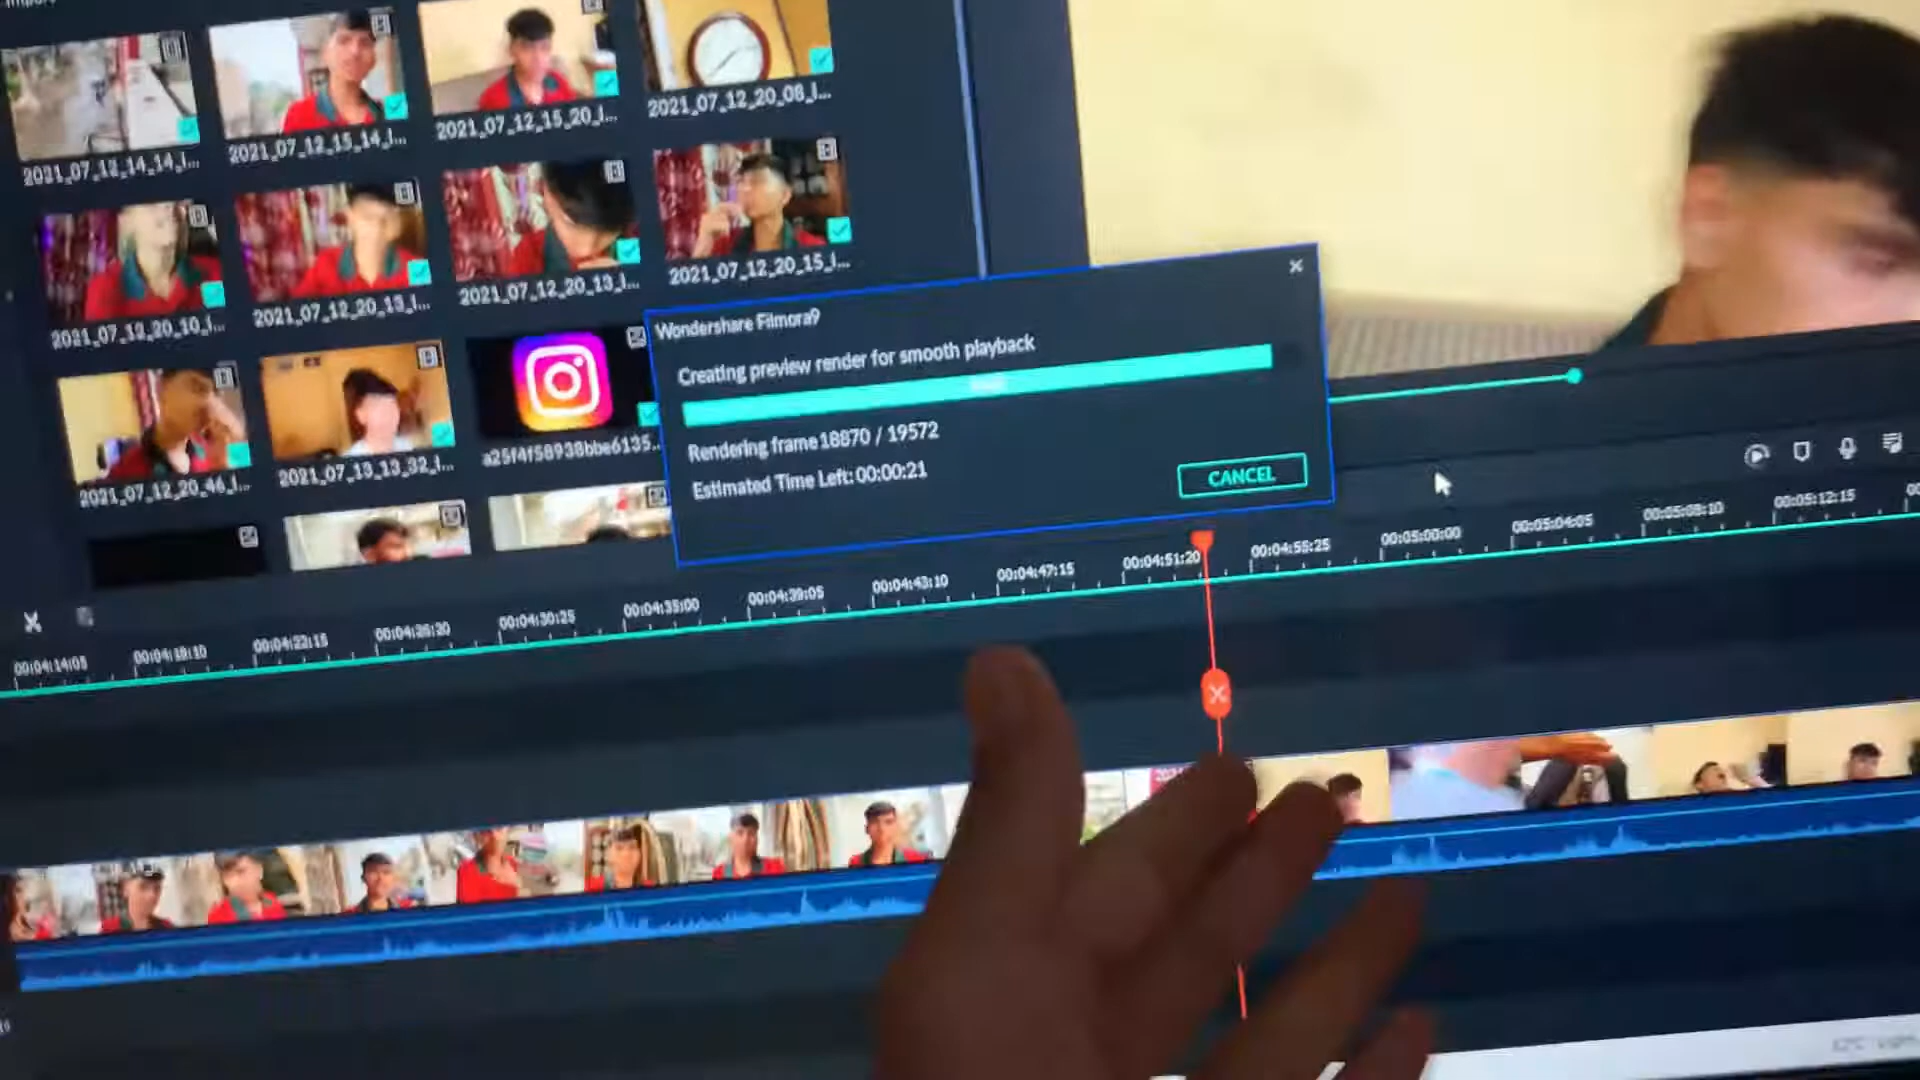 2021_07_12_14_14_I...
2021_07_12_15_14_I...
2021_07_12_15_20_I...
2021_07_12_20_08_I...
2021_07_12_20_10_I...
2021_07_12_20_13_I...
2021_07_12_20_13_I...
2021_07_12_20_15_I...
2021_07_12_20_46_I...
2021_07_13_13_32_I...
a25f4f58938bbe6135...
Wondershare Filmora9
Creating preview render for smooth playback
Rendering frame 18870 / 19572
Estimated Time Left: 00:00:21
CANCEL
00:04:14:05
00:04:18:10
00:04:22:15
00:04:26:20
00:04:30:25
00:04:35:00
00:04:39:05
00:04:43:10
00:04:47:15
00:04:51:20
00:04:55:25
00:05:00:00
00:05:04:05
00:05:08:10
00:05:12:15